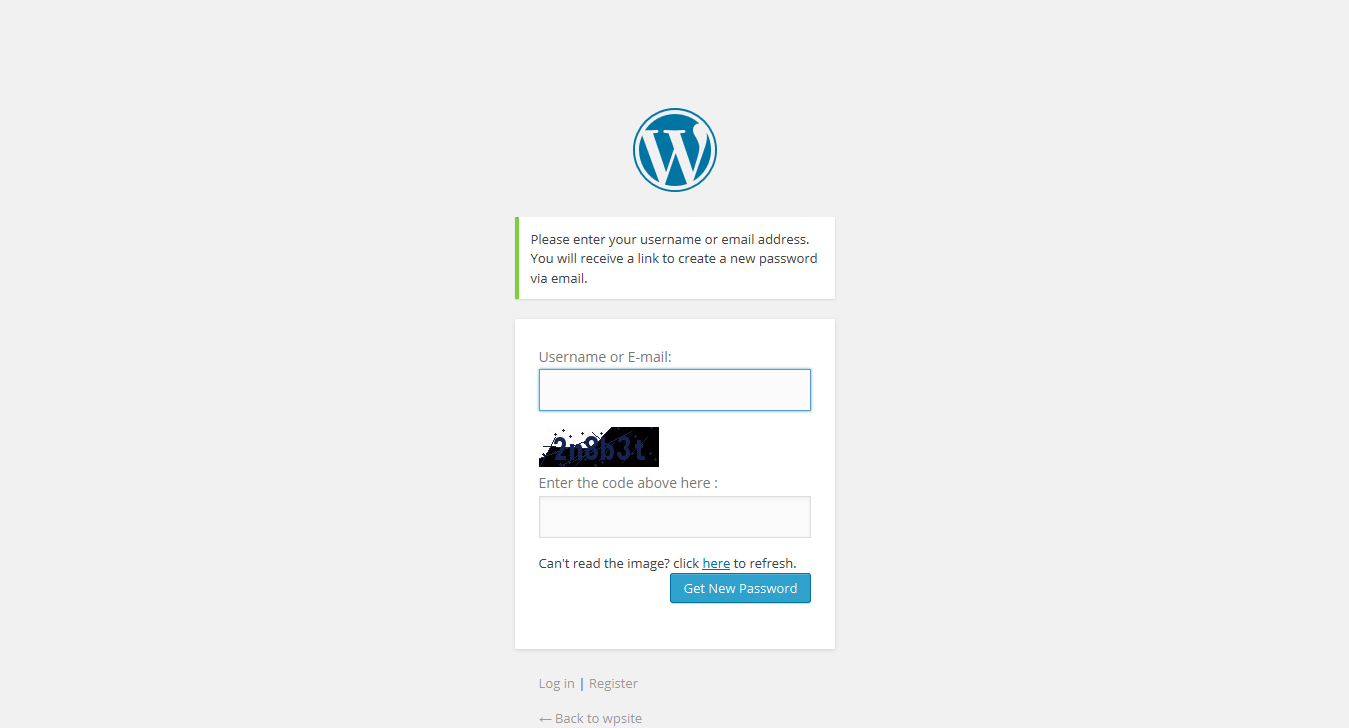 Please enter your username or email address.
You will receive a link to create a new password
via email.
Username or E-mail:
2n8b3t
Enter the code above here :
Can't read the image? click here to refresh.
Get New Password
Log in | Register
← Back to wpsite